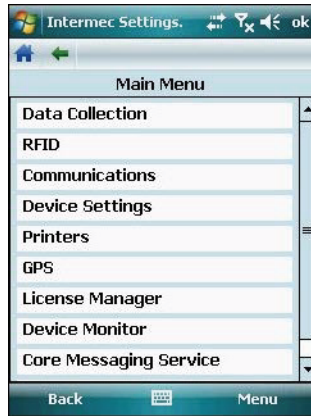 Intermec Settings. ok
Main Menu
Data Collection
RFID
Communications
Device Settings
Printers
GPS
License Manager
Device Monitor
Core Messaging Service
Back Menu